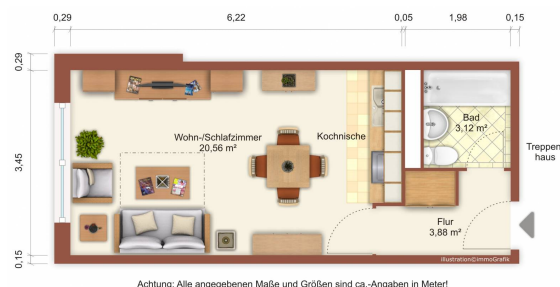 0,29 6,22 0,05 1,98 0,15
0,29
3,45
0,15
Wohn-/Schlafzimmer
20,56 m²
Kochnische
Bad
3,12 m²
Treppen
haus
Flur
3,88 m²
Illustration©immoGrafik
Achtung: Alle angegebenen Maße und Größen sind ca.-Angaben in Meter!